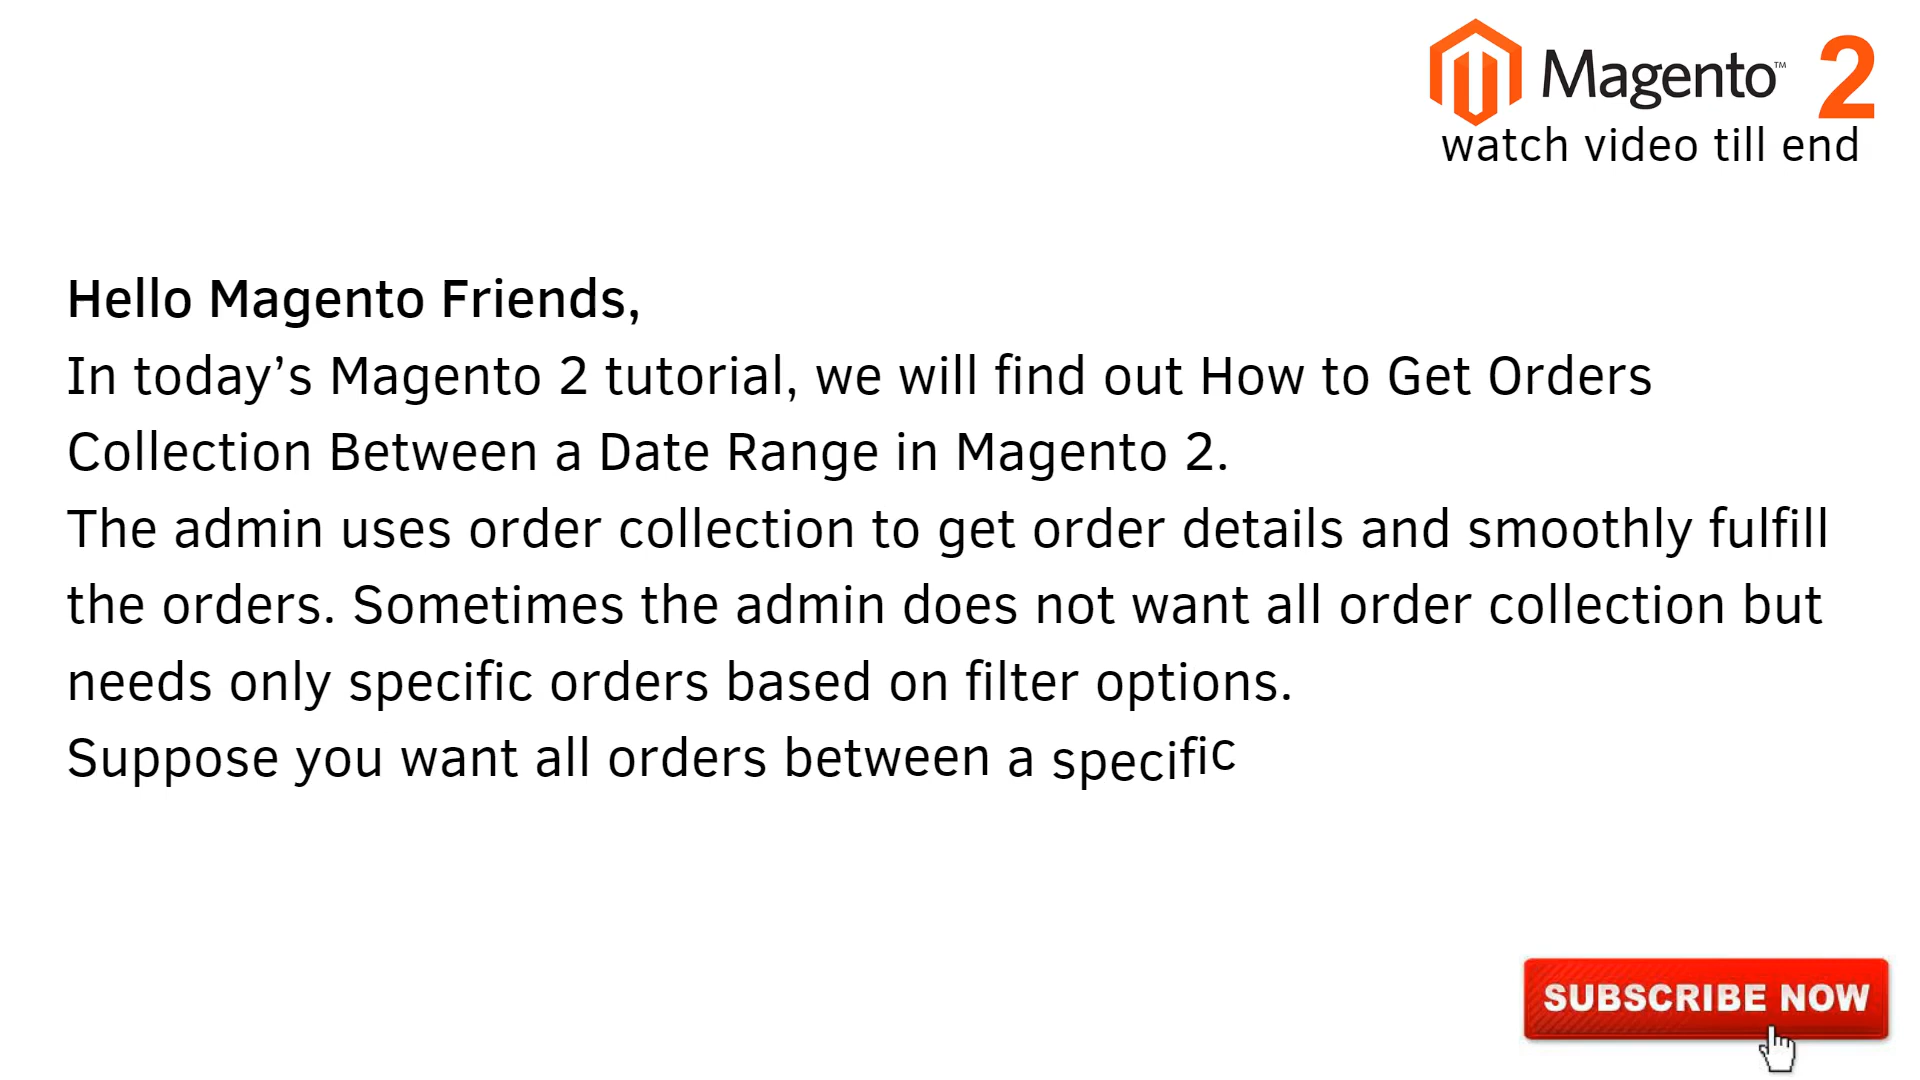 Magento™ 2
watch video till end
Hello Magento Friends,
In today’s Magento 2 tutorial, we will find out How to Get Orders
Collection Between a Date Range in Magento 2.
The admin uses order collection to get order details and smoothly fulfill
the orders. Sometimes the admin does not want all order collection but
needs only specific orders based on filter options.
Suppose you want all orders between a specific
SUBSCRIBE NOW